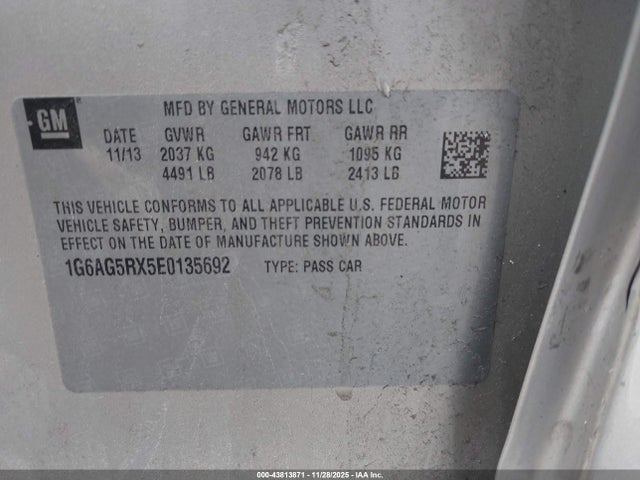 GM
MFD BY GENERAL MOTORS LLC
DATE GVWR GAWR FRT GAWR RR
11/13 2037 KG 942 KG 1095 KG
4491 LB 2078 LB 2413 LB
THIS VEHICLE CONFORMS TO ALL APPLICABLE U.S. FEDERAL MOTOR
VEHICLE SAFETY, BUMPER, AND THEFT PREVENTION STANDARDS IN
EFFECT ON THE DATE OF MANUFACTURE SHOWN ABOVE.
1G6AG5RX5E0135692 TYPE: PASS CAR
000-43813871 - 11/28/2025 - IAA Inc.